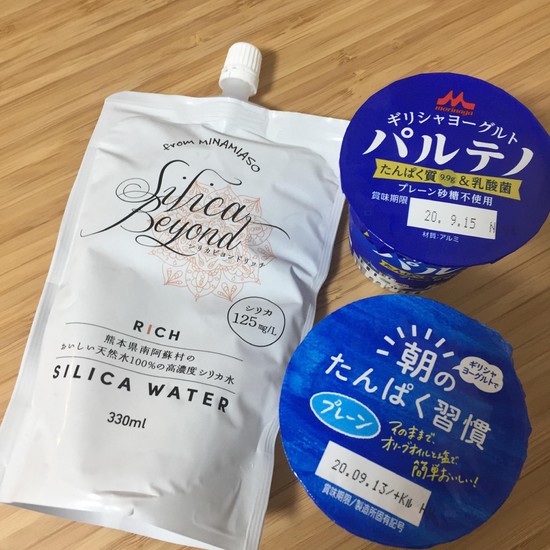 from MINAMIASO
Silica
Beyond
シリカビヨンドリッチ
シリカ
125mg/L
RICH
熊本県南阿蘇村の
おいしい天然水100%の高濃度シリカ水
SILICA WATER
330ml
morinaga
ギリシャヨーグルト
パルテノ
たんぱく質9.9g&乳酸菌
プレーン砂糖不使用
賞味期限
20. 9.15 N
材質:アルミ
パル
朝の
たんぱく習慣
ギリシャ
ヨーグルトで
プレーン
そのままで、
オリーブオイルと塩で、
簡単おいしい!
20.09.13/+KルH
賞味期限/製造所固有記号